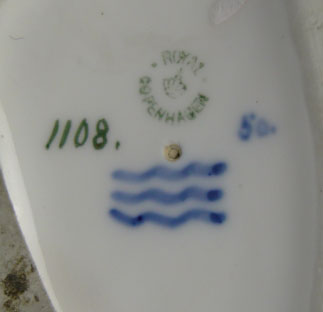 ROYAL
COPENHAGEN
1108.
50.